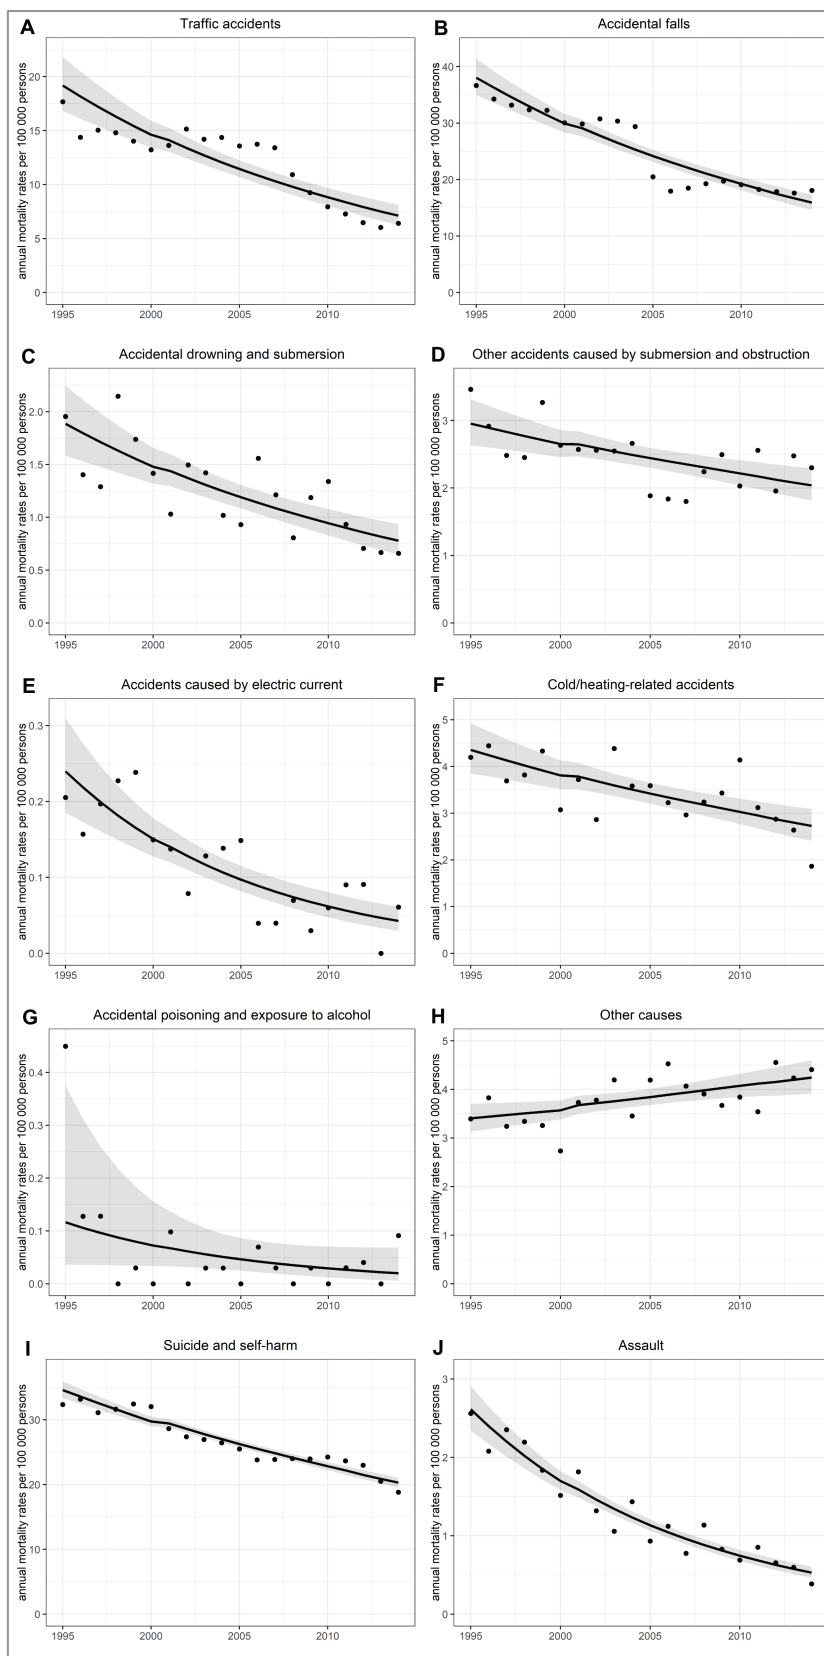 A
Traffic accidents
annual mortality rates per 100 000 persons
20
15
10
5
0
1995 2000 2005 2010
B
Accidental falls
annual mortality rates per 100 000 persons
40
30
20
10
0
1995 2000 2005 2010
C
Accidental drowning and submersion
annual mortality rates per 100 000 persons
2.0
1.5
1.0
0.5
0.0
1995 2000 2005 2010
D
Other accidents caused by submersion and obstruction
annual mortality rates per 100 000 persons
3
2
1
0
1995 2000 2005 2010
E
Accidents caused by electric current
annual mortality rates per 100 000 persons
0.3
0.2
0.1
0.0
1995 2000 2005 2010
F
Cold/heating-related accidents
annual mortality rates per 100 000 persons
5
4
3
2
1
0
1995 2000 2005 2010
G
Accidental poisoning and exposure to alcohol
annual mortality rates per 100 000 persons
0.4
0.3
0.2
0.1
0.0
1995 2000 2005 2010
H
Other causes
annual mortality rates per 100 000 persons
5
4
3
2
1
0
1995 2000 2005 2010
I
Suicide and self-harm
annual mortality rates per 100 000 persons
30
20
10
0
1995 2000 2005 2010
J
Assault
annual mortality rates per 100 000 persons
3
2
1
0
1995 2000 2005 2010